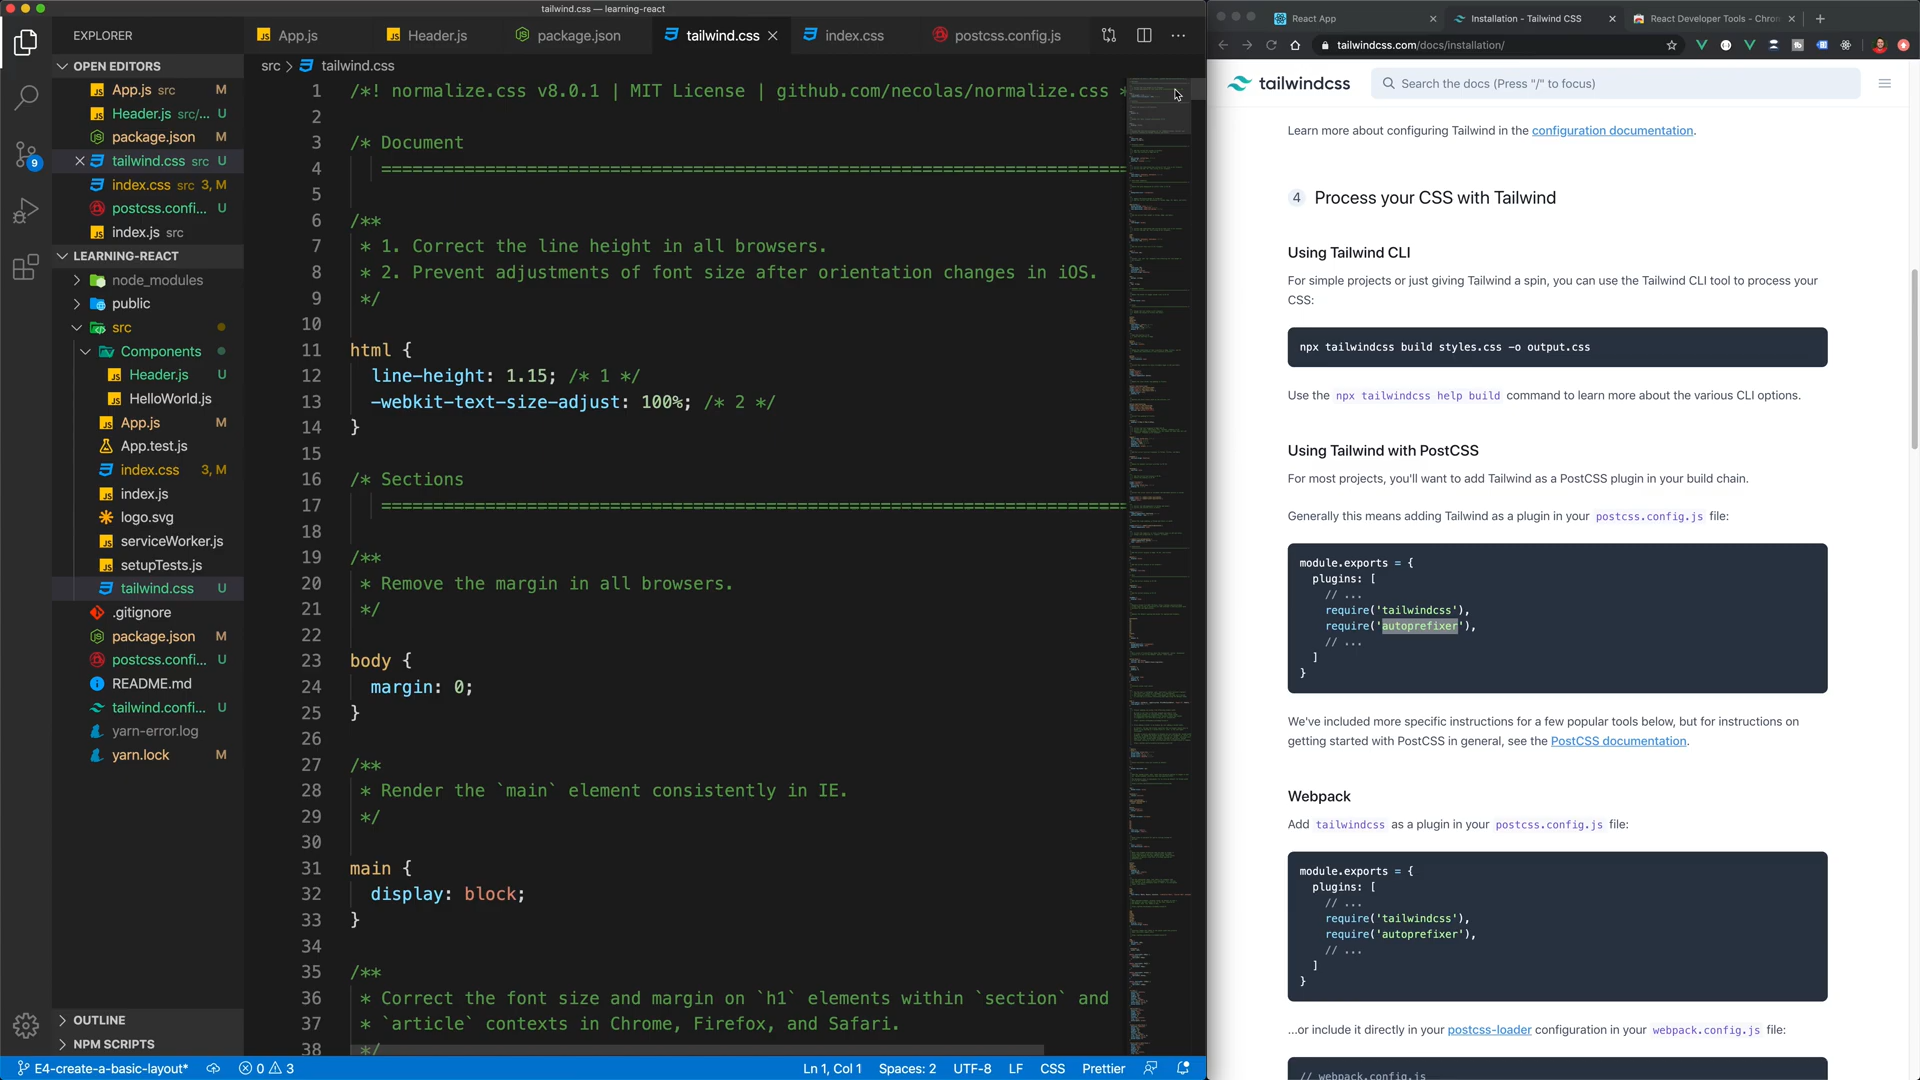 tailwind.css — learning-react
EXPLORER
OPEN EDITORS
App.js src M
Header.js src/... U
package.json M
tailwind.css src U
index.css src 3, M
postcss.confi... U
index.js src
LEARNING-REACT
node_modules
public
src
Components
Header.js U
HelloWorld.js
App.js M
App.test.js
index.css 3, M
index.js
logo.svg
serviceWorker.js
setupTests.js
tailwind.css U
.gitignore
package.json M
postcss.confi... U
README.md
tailwind.confi... U
yarn-error.log
yarn.lock M
OUTLINE
NPM SCRIPTS
9
App.js
Header.js
package.json
tailwind.css
index.css
postcss.config.js
src > tailwind.css
1 /*! normalize.css v8.0.1 | MIT License | github.com/necolas/normalize.css *
2
3 /* Document
4 ========================================================================
5
6 /**
7 * 1. Correct the line height in all browsers.
8 * 2. Prevent adjustments of font size after orientation changes in iOS.
9 */
10
11 html {
12 line-height: 1.15; /* 1 */
13 -webkit-text-size-adjust: 100%; /* 2 */
14 }
15
16 /* Sections
17 ========================================================================
18
19 /**
20 * Remove the margin in all browsers.
21 */
22
23 body {
24 margin: 0;
25 }
26
27 /**
28 * Render the `main` element consistently in IE.
29 */
30
31 main {
32 display: block;
33 }
34
35 /**
36 * Correct the font size and margin on `h1` elements within `section` and
37 * `article` contexts in Chrome, Firefox, and Safari.
38 */
E4-create-a-basic-layout*
0 3
Ln 1, Col 1
Spaces: 2
UTF-8
LF
CSS
Prettier
React App
Installation - Tailwind CSS
React Developer Tools - Chron
tailwindcss.com/docs/installation/
tailwindcss
Search the docs (Press "/" to focus)
Learn more about configuring Tailwind in the configuration documentation.
4 Process your CSS with Tailwind
Using Tailwind CLI
For simple projects or just giving Tailwind a spin, you can use the Tailwind CLI tool to process your
CSS:
npx tailwindcss build styles.css -o output.css
Use the npx tailwindcss help build command to learn more about the various CLI options.
Using Tailwind with PostCSS
For most projects, you'll want to add Tailwind as a PostCSS plugin in your build chain.
Generally this means adding Tailwind as a plugin in your postcss.config.js file:
module.exports = {
plugins: [
// ...
require('tailwindcss'),
require('autoprefixer'),
// ...
]
}
We've included more specific instructions for a few popular tools below, but for instructions on
getting started with PostCSS in general, see the PostCSS documentation.
Webpack
Add tailwindcss as a plugin in your postcss.config.js file:
module.exports = {
plugins: [
// ...
require('tailwindcss'),
require('autoprefixer'),
// ...
]
}
...or include it directly in your postcss-loader configuration in your webpack.config.js file:
// webpack.config.js